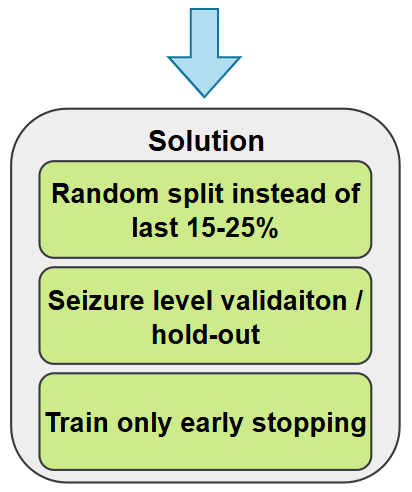 Solution
Random split instead of
last 15-25%
Seizure level validaiton /
hold-out
Train only early stopping